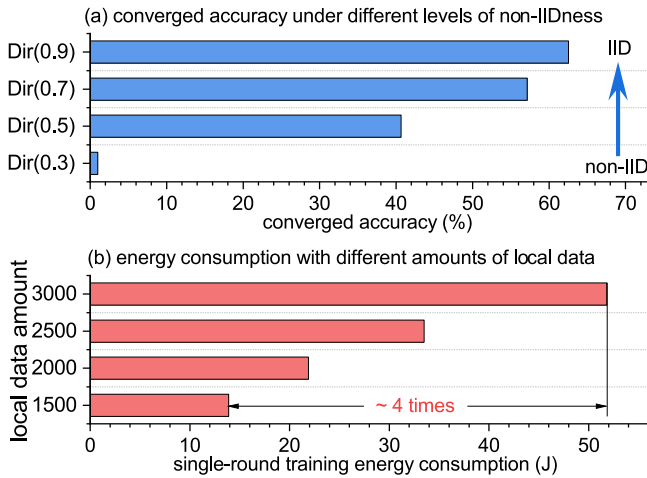 (a) converged accuracy under different levels of non-IIDness
Dir(0.9)
IID
Dir(0.7)
Dir(0.5)
Dir(0.3)
non-IID
0 10 20 30 40 50 60 70
converged accuracy (%)
(b) energy consumption with different amounts of local data
local data amount
3000
2500
2000
1500
~ 4 times
0 10 20 30 40 50
single-round training energy consumption (J)